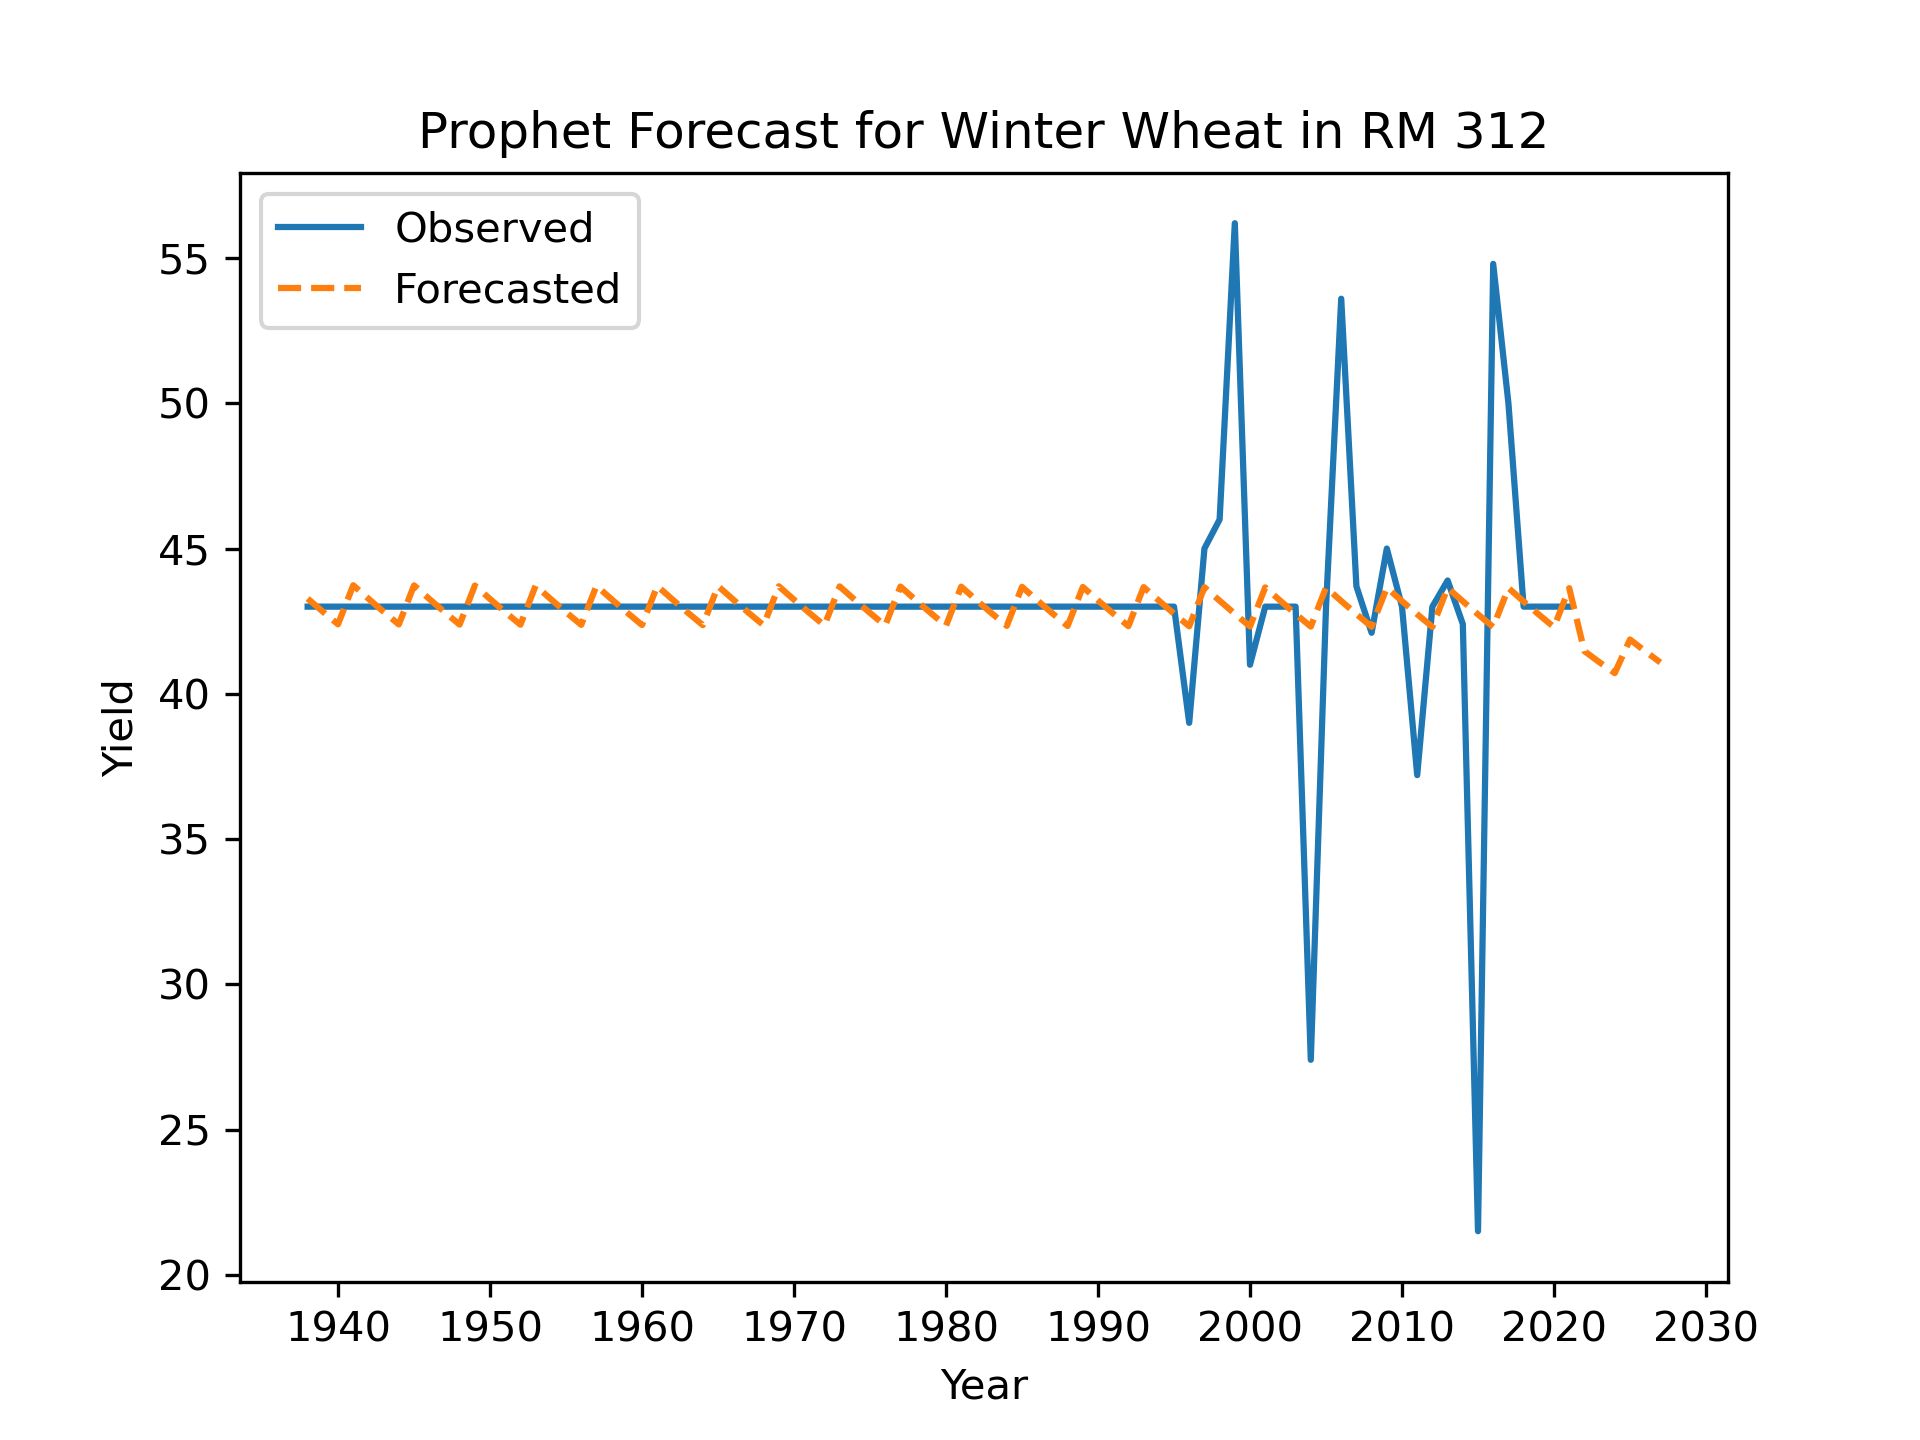 Prophet Forecast for Winter Wheat in RM 312
Observed
Forecasted
55
50
45
40
35
30
25
20
Yield
1940 1950 1960 1970 1980 1990 2000 2010 2020 2030
Year